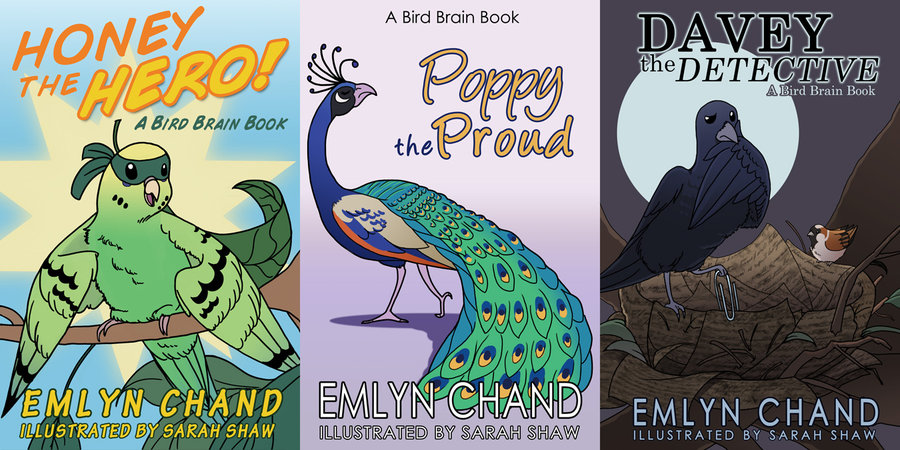 HONEY
THE HERO!
A BIRD BRAIN BOOK
EMLYN CHAND
ILLUSTRATED BY SARAH SHAW
A Bird Brain Book
Poppy
the Proud
EMLYN CHAND
ILLUSTRATED BY SARAH SHAW
DAVEY
the DETECTIVE
A Bird Brain Book
EMLYN CHAND
ILLUSTRATED BY SARAH SHAW